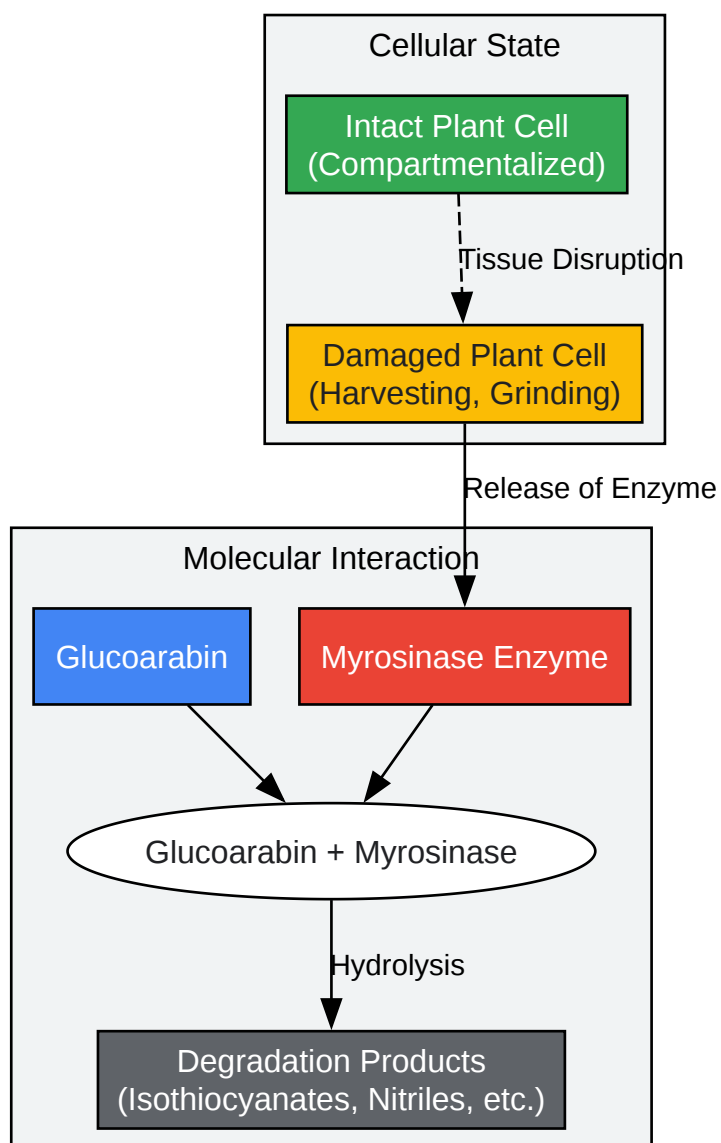 Cellular State
Intact Plant Cell
(Compartmentalized)
Tissue Disruption
Damaged Plant Cell
(Harvesting, Grinding)
Release of Enzyme
Molecular Interaction
Glucoarabin
Myrosinase Enzyme
Glucoarabin + Myrosinase
Hydrolysis
Degradation Products
(Isothiocyanates, Nitriles, etc.)